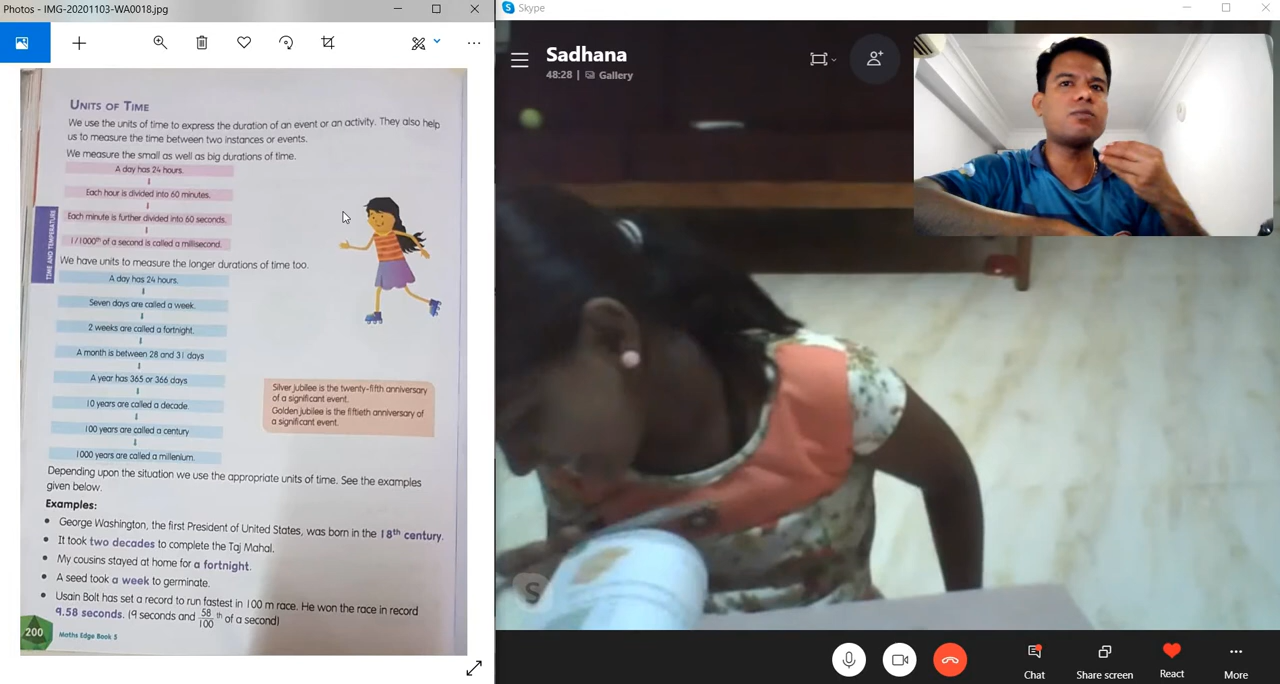 Photos - IMG-20201103-WA0018.jpg
UNITS OF TIME
We use the units of time to express the duration of an event or an activity. They also help
us to measure the time between two instances or events.
We measure the small as well as big durations of time.
A day has 24 hours.
Each hour is divided into 60 minutes.
Each minute is further divided into 60 seconds.
1/1000th of a second is called a millisecond.
We have units to measure the longer durations of time too.
A day has 24 hours.
Seven days are called a week.
2 weeks are called a fortnight.
A month is between 28 and 31 days
A year has 365 or 366 days
10 years are called a decade.
100 years are called a century
1000 years are called a millenium.
TIME AND TEMPERATURE
Silver jubilee is the twenty-fifth anniversary
of a significant event.
Golden jubilee is the fiftieth anniversary of
a significant event.
Depending upon the situation we use the appropriate units of time. See the examples
given below.
Examples:
• George Washington, the first President of United States, was born in the 18th century.
• It took two decades to complete the Taj Mahal.
• My cousins stayed at home for a fortnight.
• A seed took a week to germinate.
• Usain Bolt has set a record to run fastest in 100 m race. He won the race in record
9.58 seconds. (9 seconds and 58/100 th of a second)
200
Maths Edge Book 5
Skype
Sadhana
48:28 | Gallery
Chat
Share screen
React
More